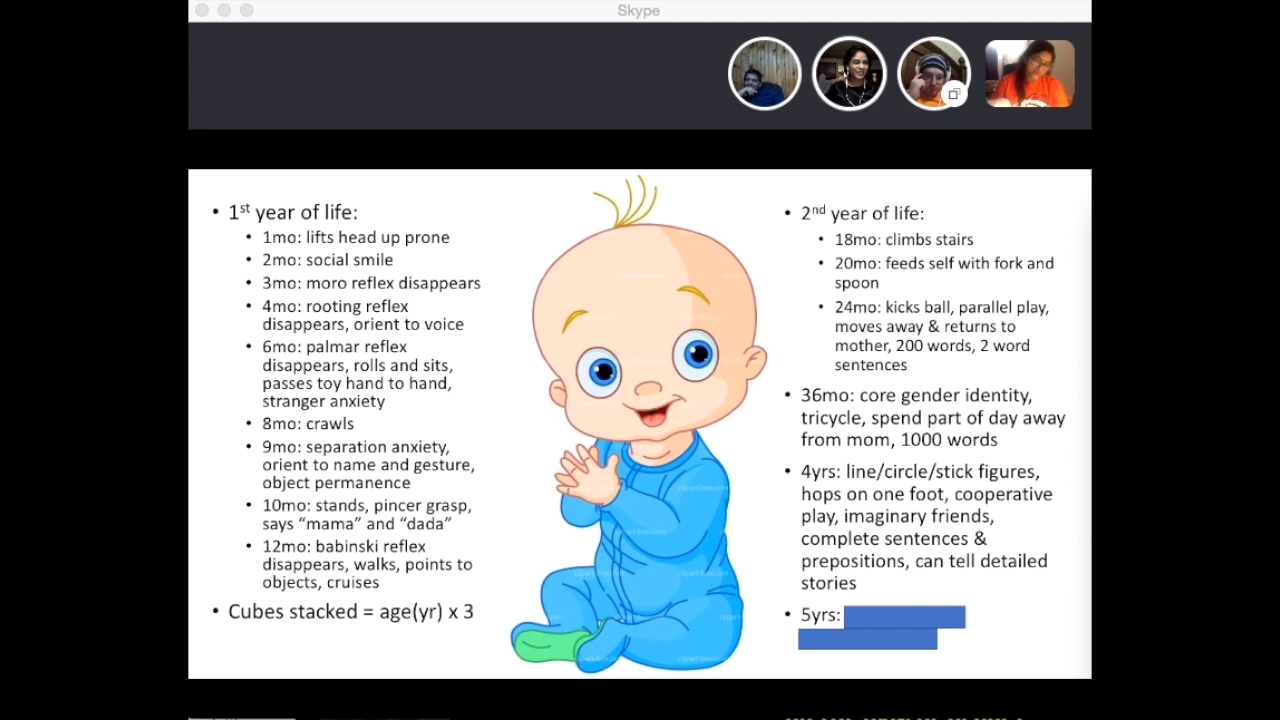 Skype
• 1st year of life:
• 1mo: lifts head up prone
• 2mo: social smile
• 3mo: moro reflex disappears
• 4mo: rooting reflex
disappears, orient to voice
• 6mo: palmar reflex
disappears, rolls and sits,
passes toy hand to hand,
stranger anxiety
• 8mo: crawls
• 9mo: separation anxiety,
orient to name and gesture,
object permanence
• 10mo: stands, pincer grasp,
says “mama” and “dada”
• 12mo: babinski reflex
disappears, walks, points to
objects, cruises
• Cubes stacked = age(yr) x 3
• 2nd year of life:
• 18mo: climbs stairs
• 20mo: feeds self with fork and
spoon
• 24mo: kicks ball, parallel play,
moves away & returns to
mother, 200 words, 2 word
sentences
• 36mo: core gender identity,
tricycle, spend part of day away
from mom, 1000 words
• 4yrs: line/circle/stick figures,
hops on one foot, cooperative
play, imaginary friends,
complete sentences &
prepositions, can tell detailed
stories
• 5yrs: